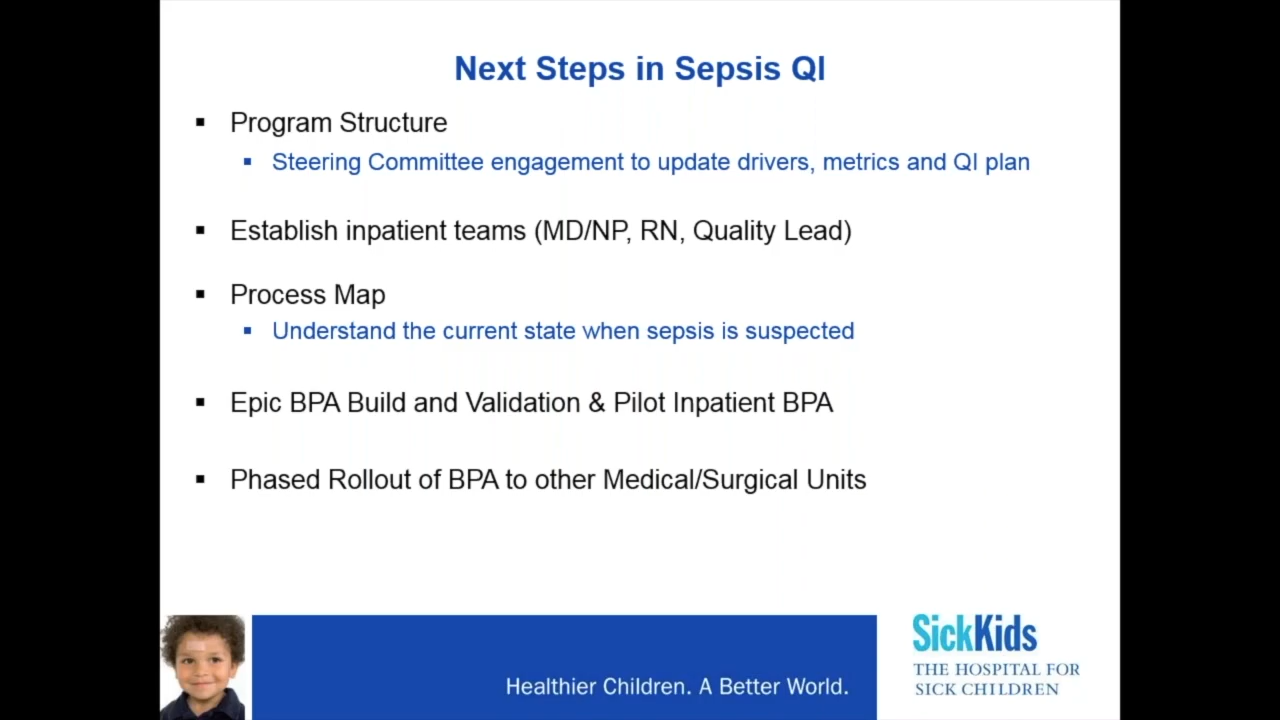 Next Steps in Sepsis QI
Program Structure
Steering Committee engagement to update drivers, metrics and QI plan
Establish inpatient teams (MD/NP, RN, Quality Lead)
Process Map
Understand the current state when sepsis is suspected
Epic BPA Build and Validation & Pilot Inpatient BPA
Phased Rollout of BPA to other Medical/Surgical Units
Healthier Children. A Better World.
SickKids
THE HOSPITAL FOR
SICK CHILDREN